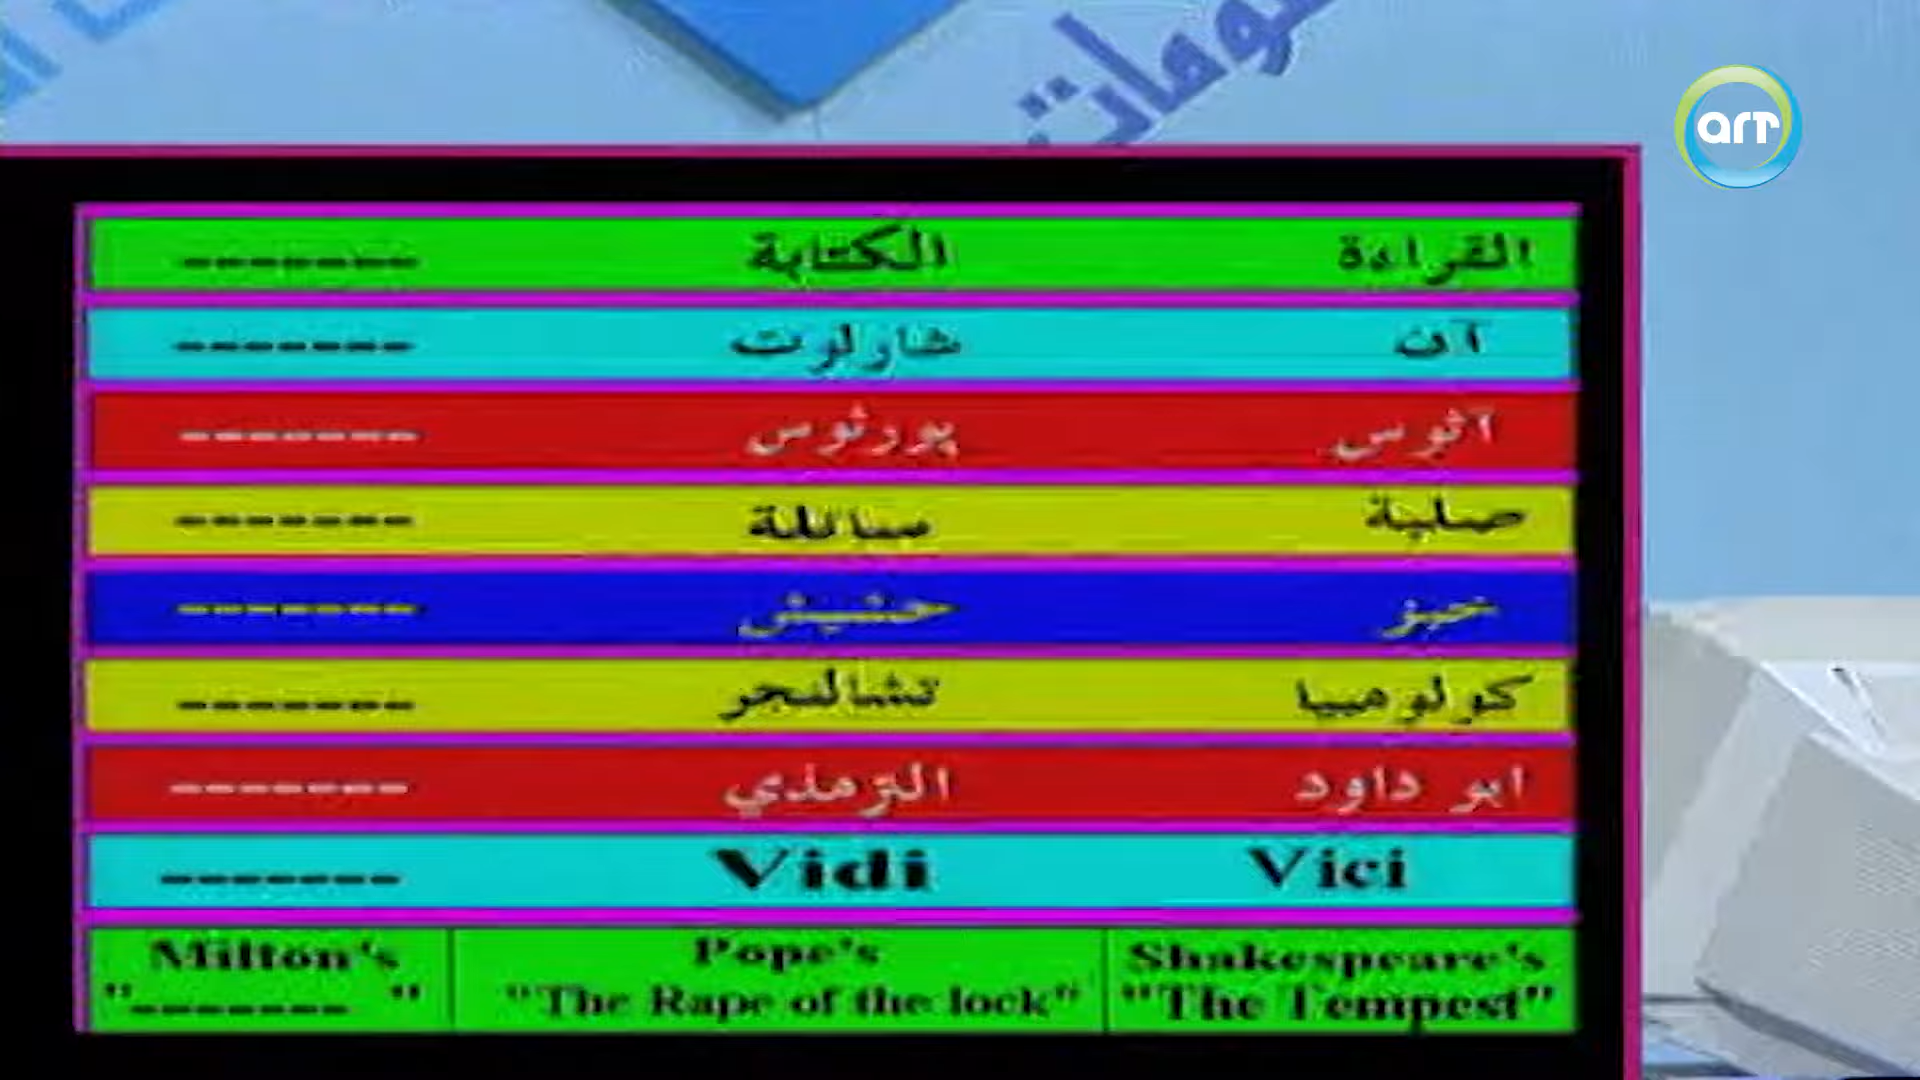 art
القراءة الكتابة -------
آن شارلوت -------
آثوس پورثوس -------
صلبة سائلة -------
خبز حشيش -------
كولومبيا تشالنجر -------
ابو داود الترمذي -------
Vidi Vici -------
Milton's Pope's Shakespeare's
"-------" "The Rape of the lock" "The Tempest"